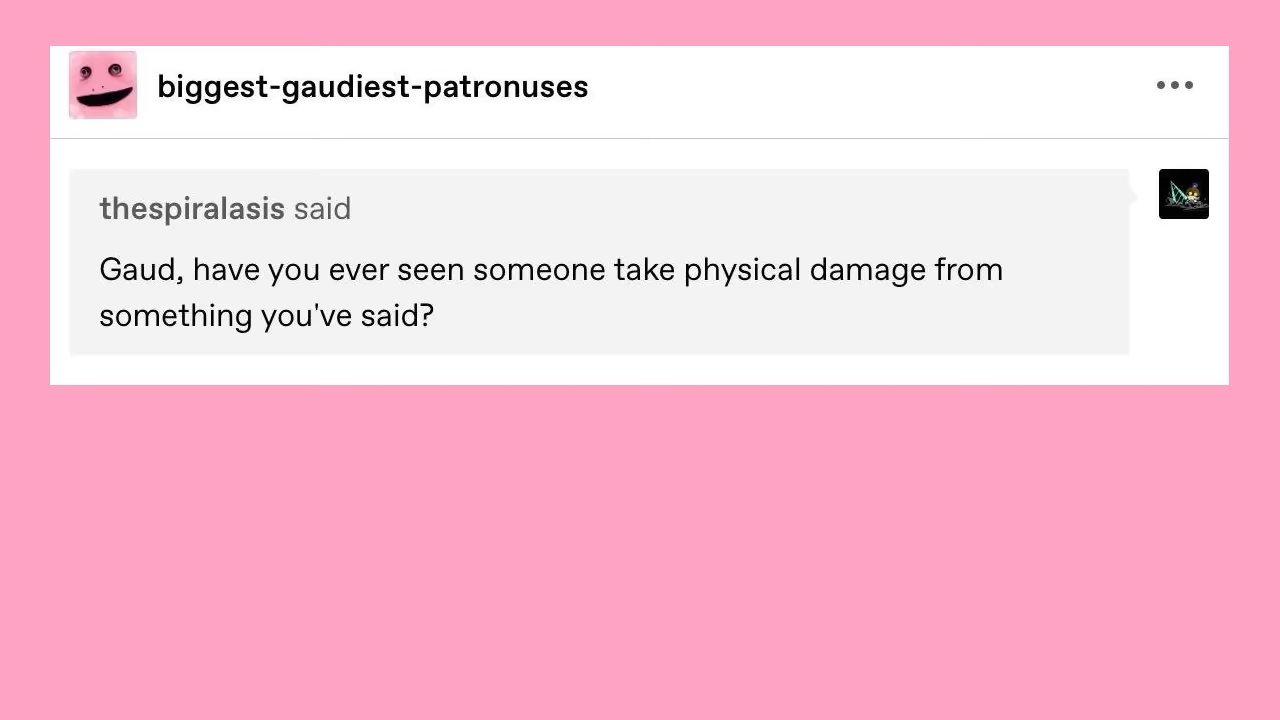 biggest-gaudiest-patronuses
thespiralasis said
Gaud, have you ever seen someone take physical damage from
something you've said?